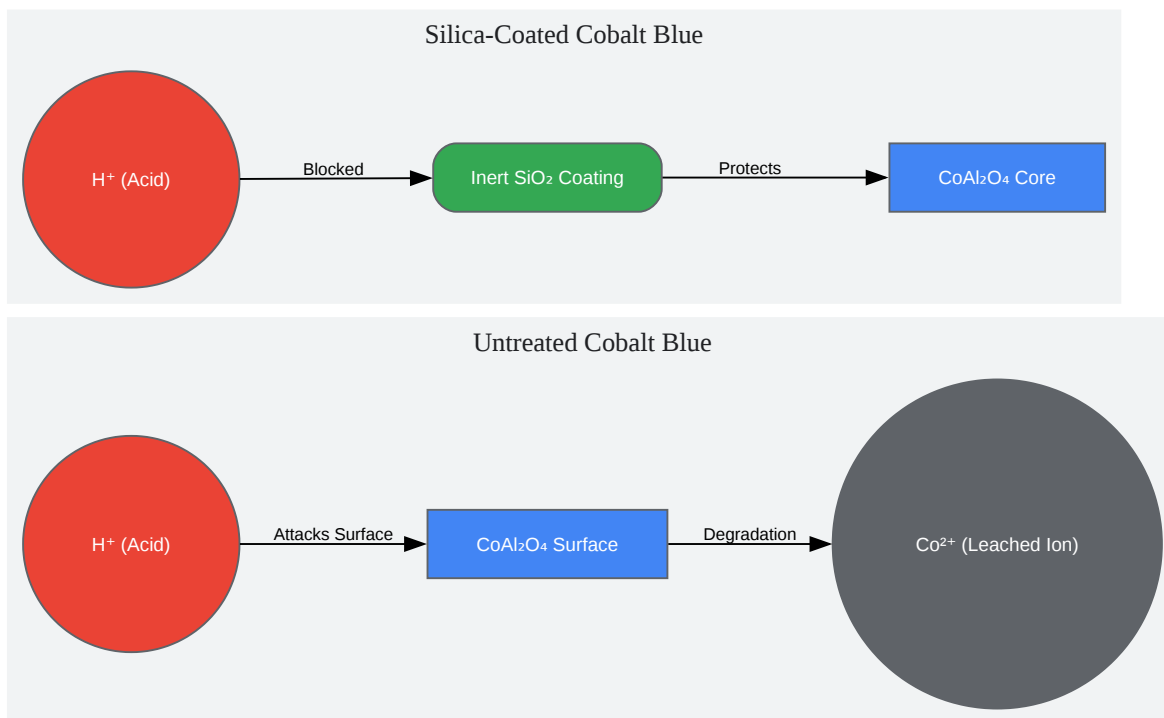 Silica-Coated Cobalt Blue
H⁺ (Acid)
Blocked
Inert SiO₂ Coating
Protects
CoAl₂O₄ Core
Untreated Cobalt Blue
H⁺ (Acid)
Attacks Surface
CoAl₂O₄ Surface
Degradation
Co²⁺ (Leached Ion)